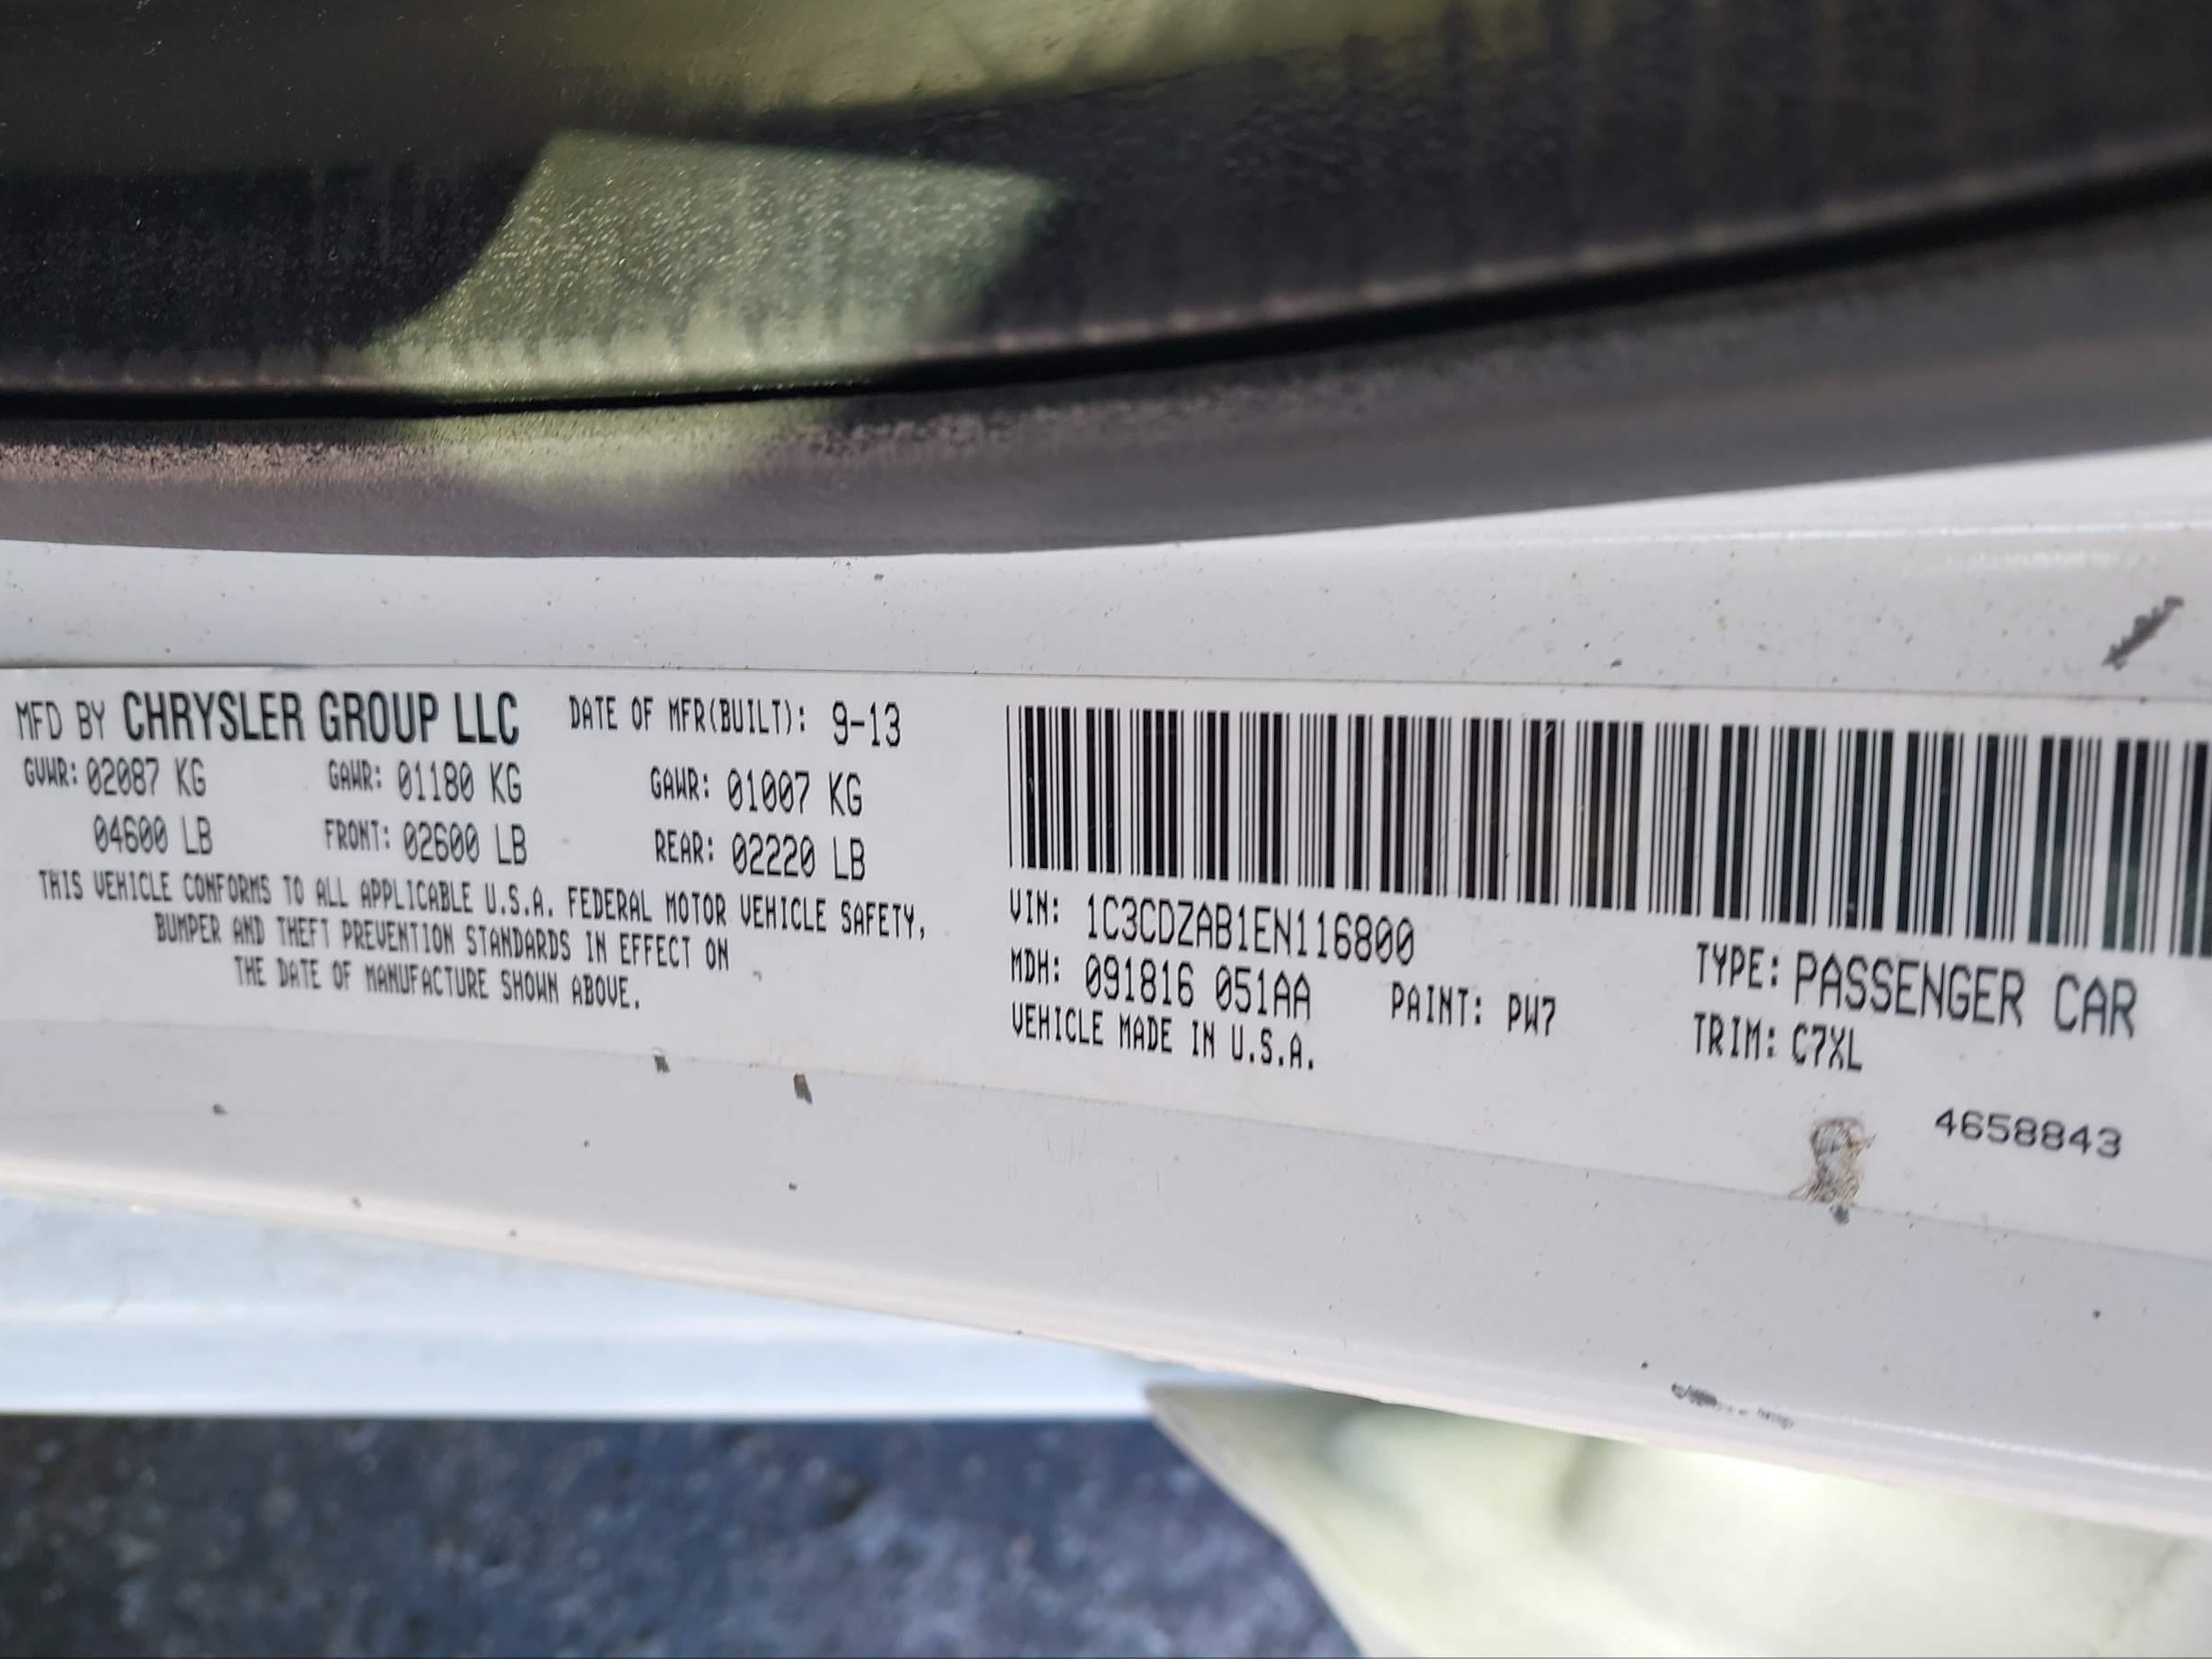 MFD BY CHRYSLER GROUP LLC DATE OF MFR(BUILT): 9-13
GVWR: 02087 KG GAWR: 01180 KG GAWR: 01007 KG
04600 LB FRONT: 02600 LB REAR: 02220 LB
THIS VEHICLE CONFORMS TO ALL APPLICABLE U.S.A. FEDERAL MOTOR VEHICLE SAFETY,
BUMPER AND THEFT PREVENTION STANDARDS IN EFFECT ON
THE DATE OF MANUFACTURE SHOWN ABOVE.
VIN: 1C3CDZAB1EN116800 TYPE: PASSENGER CAR
MDH: 091816 051AA PAINT: PW7 TRIM: C7XL
VEHICLE MADE IN U.S.A.
4658843